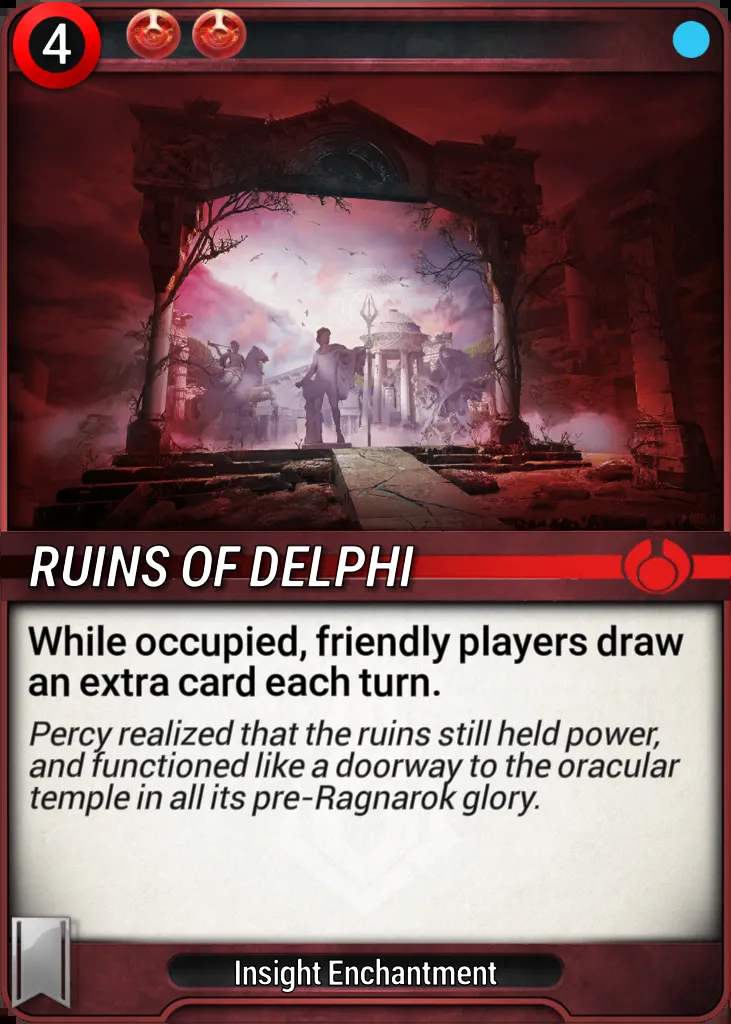 4
RUINS OF DELPHI
While occupied, friendly players draw
an extra card each turn.
Percy realized that the ruins still held power,
and functioned like a doorway to the oracular
temple in all its pre-Ragnarok glory.
Insight Enchantment